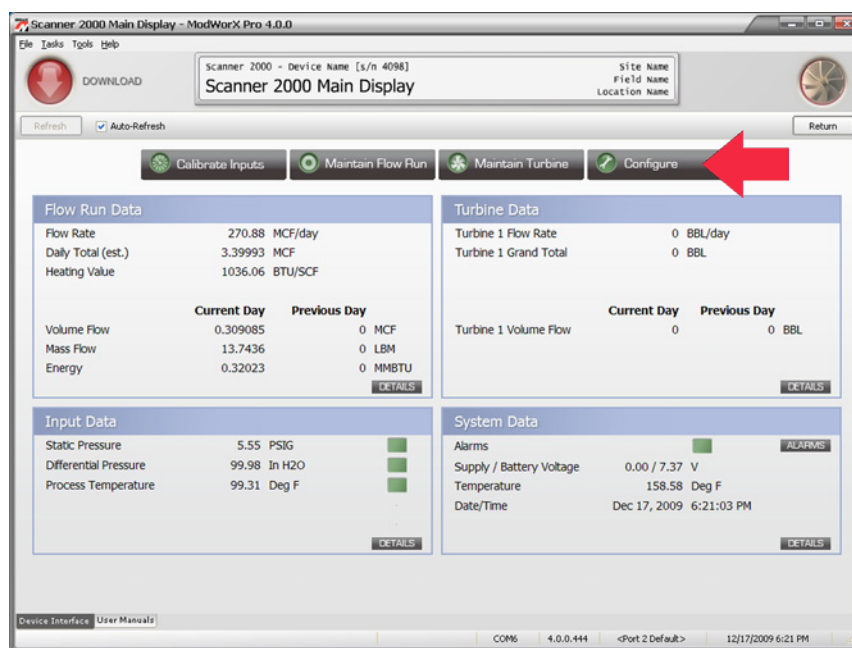 Scanner 2000 Main Display - ModWorX Pro 4.0.0
File Tasks Tools Help
DOWNLOAD
Scanner 2000 - Device Name [s/n 4098]
Scanner 2000 Main Display
Site Name
Field Name
Location Name
Refresh Auto-Refresh Return
Calibrate Inputs Maintain Flow Run Maintain Turbine Configure
Flow Run Data
Flow Rate 270.88 MCF/day
Daily Total (est.) 3.39993 MCF
Heating Value 1036.06 BTU/SCF
Current Day Previous Day
Volume Flow 0.309085 0 MCF
Mass Flow 13.7436 0 LBM
Energy 0.32023 0 MMBTU
DETAILS
Turbine Data
Turbine 1 Flow Rate 0 BBL/day
Turbine 1 Grand Total 0 BBL
Current Day Previous Day
Turbine 1 Volume Flow 0 0 BBL
DETAILS
Input Data
Static Pressure 5.55 PSIG
Differential Pressure 99.98 In H2O
Process Temperature 99.31 Deg F
DETAILS
System Data
Alarms ALARMS
Supply / Battery Voltage 0.00 / 7.37 V
Temperature 158.58 Deg F
Date/Time Dec 17, 2009 6:21:03 PM
DETAILS
Device Interface User Manuals
COM6 4.0.0.444 <Port 2 Default> 12/17/2009 6:21 PM